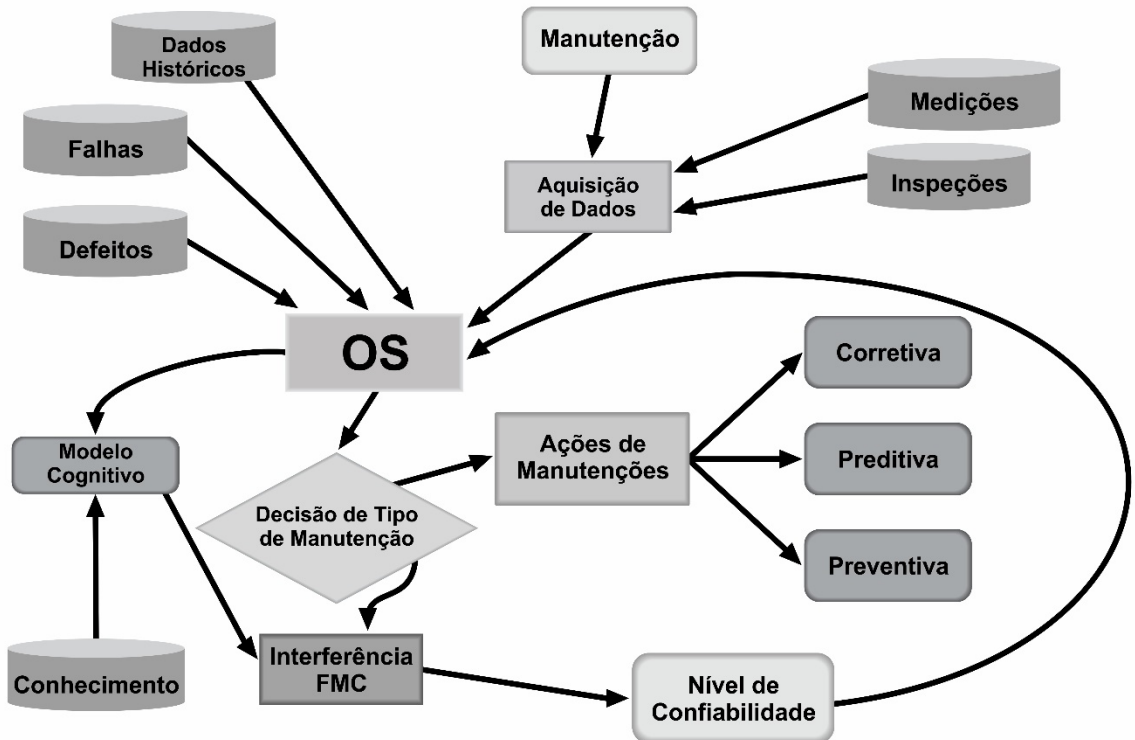 Dados
Históricos
Manutenção
Medições
Falhas
Aquisição
de Dados
Inspeções
Defeitos
OS
Corretiva
Modelo
Cognitivo
Ações de
Manutenções
Preditiva
Decisão de Tipo
de Manutenção
Preventiva
Conhecimento
Interferência
FMC
Nível de
Confiabilidade